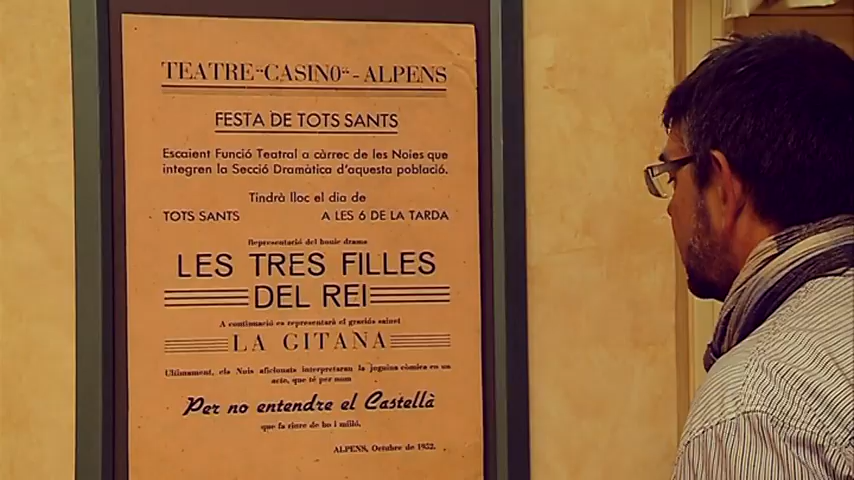 TEATRE-"CASINO"-ALPENS
FESTA DE TOTS SANTS
Escaient Funció Teatral a càrrec de les Noies que
integren la Secció Dramàtica d'aquesta població.
Tindrà lloc el dia de
TOTS SANTS A LES 6 DE LA TARDA
Representació del bonic drama
LES TRES FILLES
DEL REI
A continuació es representarà el graciós sainet
LA GITANA
Ultimament, els Nois aficionats interpretaran la joguina còmica en un
acte, que té per nom
Per no entendre el Castellà
que fa riure de bo i milló.
ALPENS, Octubre de 1932.